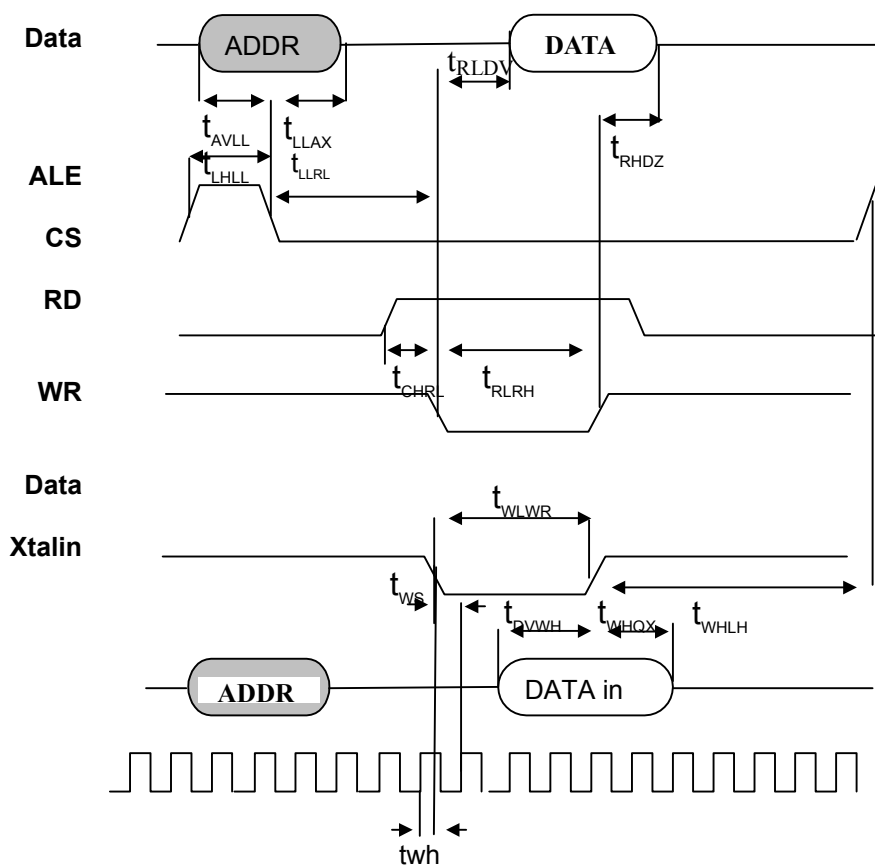 Data ADDR DATA
tRLDV
tAVLL tLLAX tRHDZ
ALE tLHLL tLLRL
CS
RD
tCHRL tRLRH
WR
Data
tWLWR
Xtalin
tWS tDVWH tWHQX tWHLH
ADDR DATA in
twh